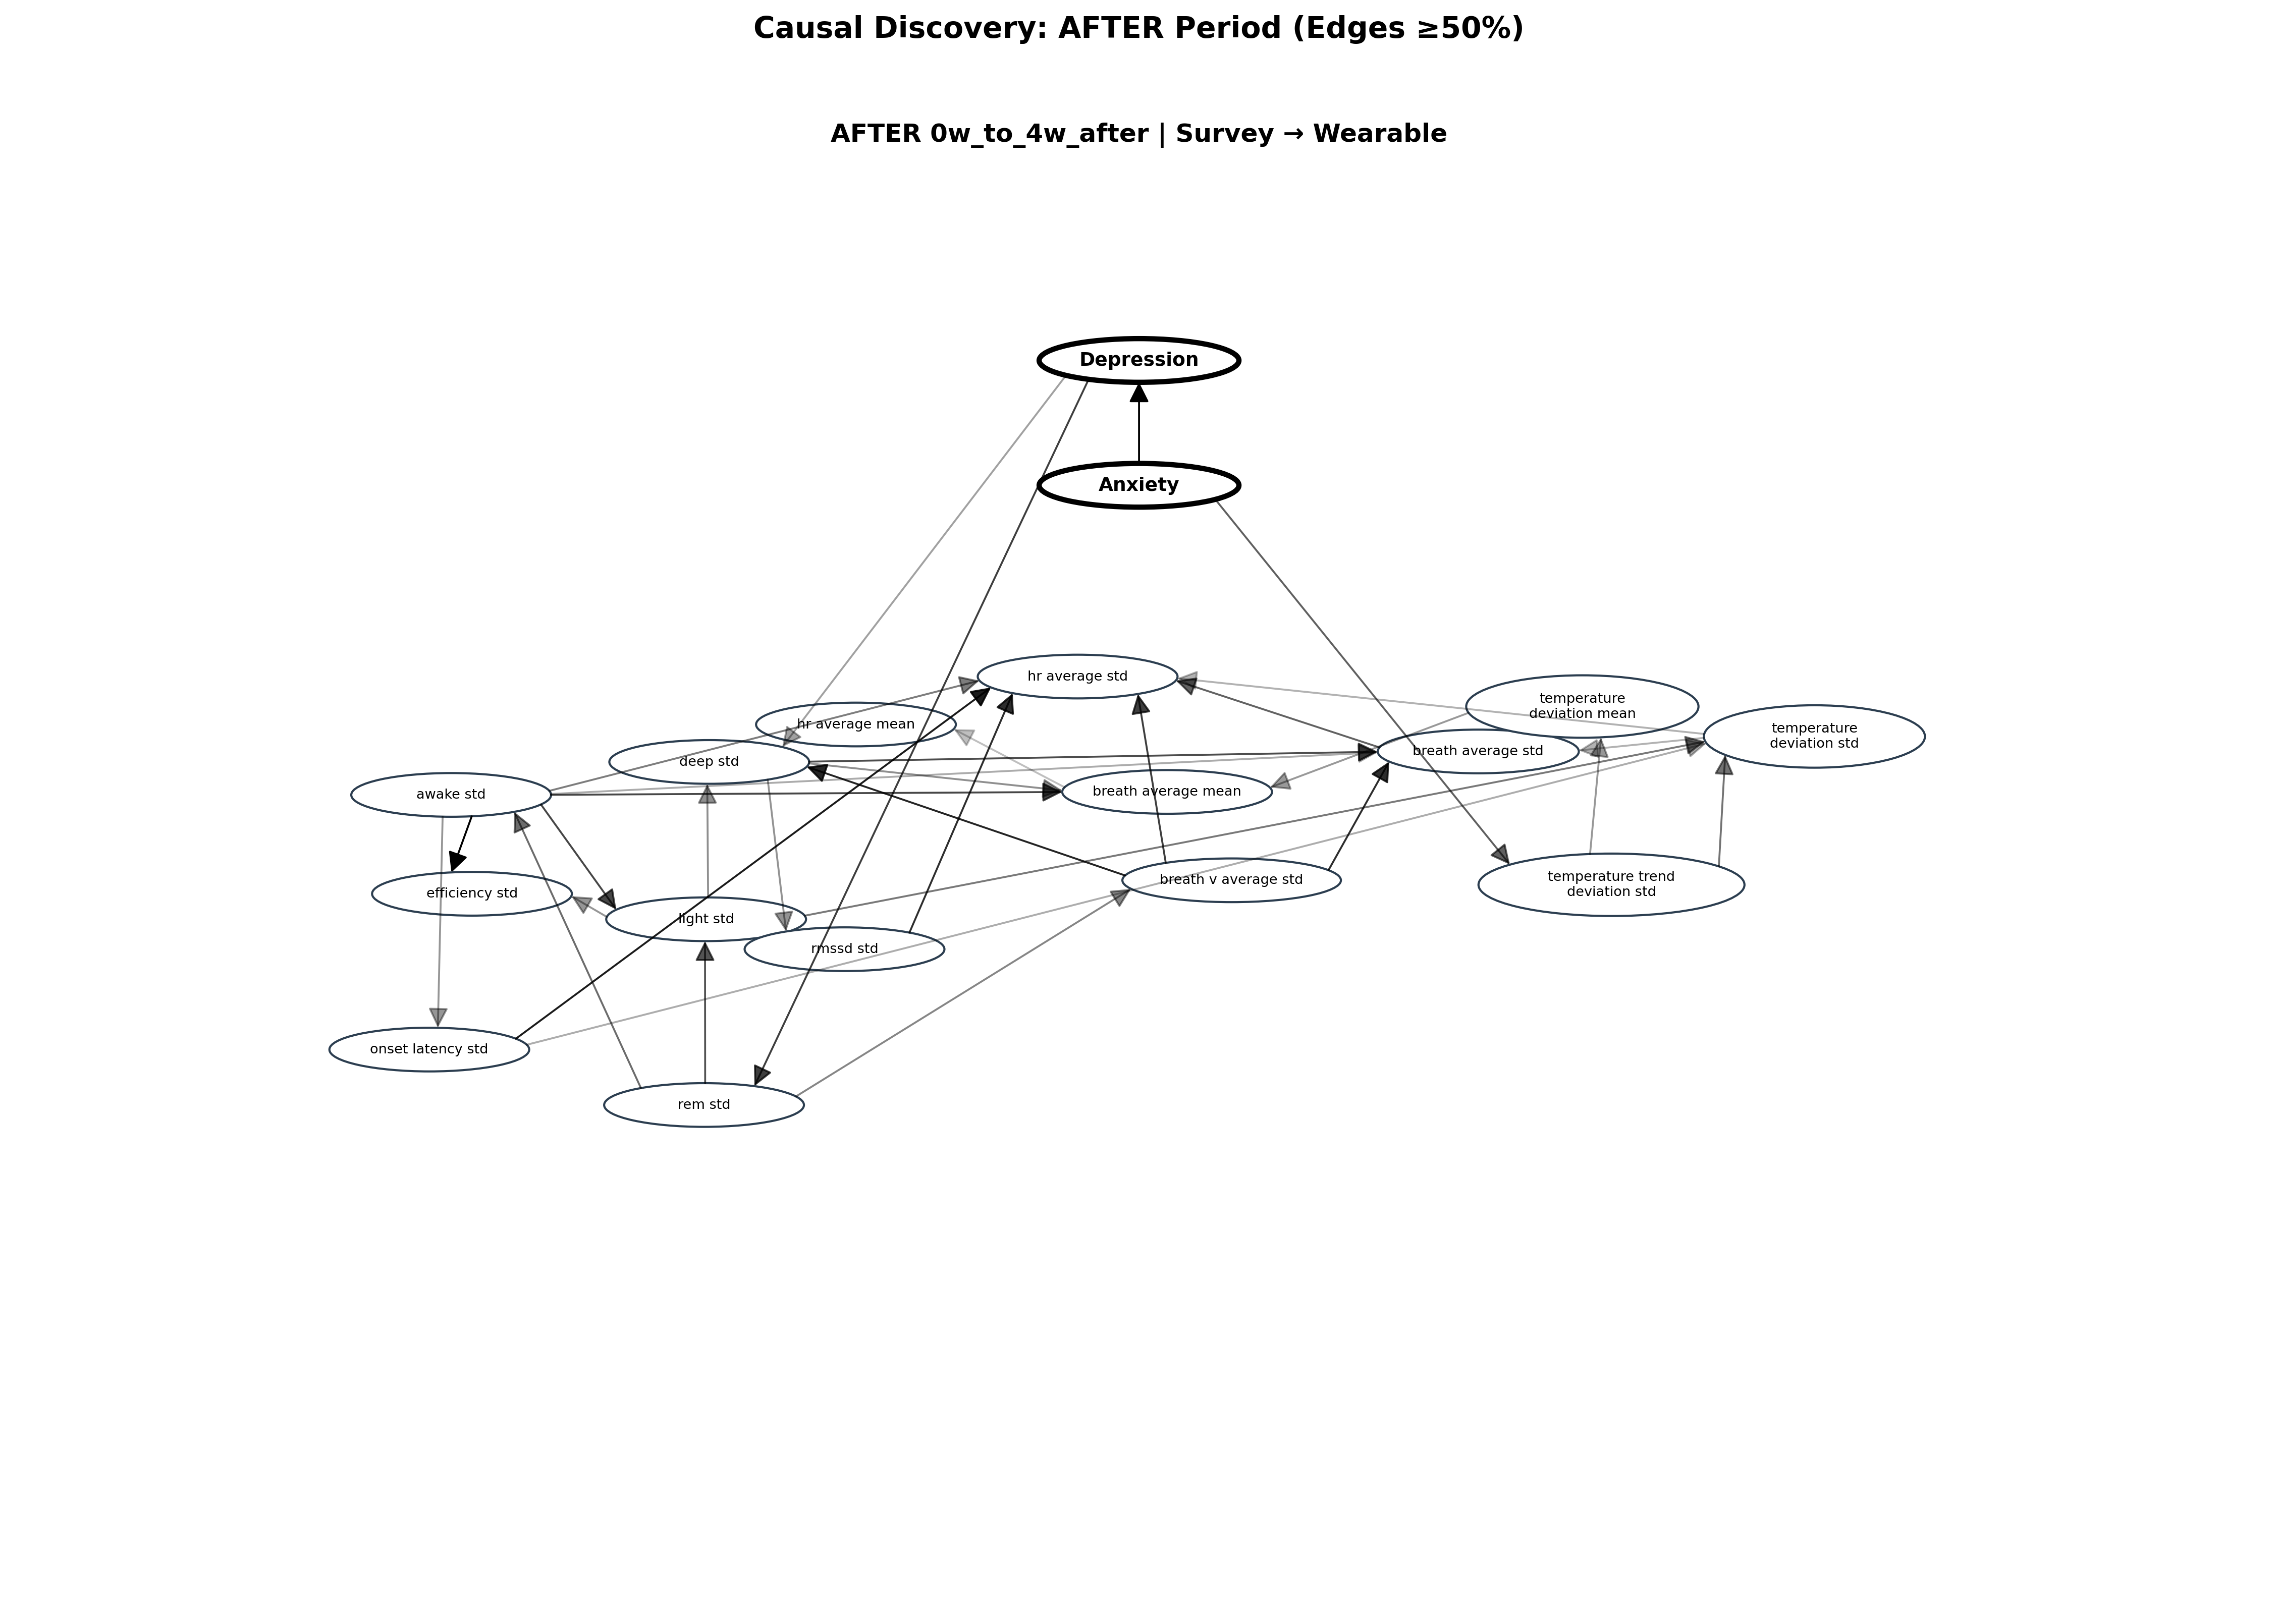 Causal Discovery: AFTER Period (Edges ≥50%)
AFTER 0w_to_4w_after | Survey → Wearable
Depression
Anxiety
hr average std
temperature
deviation mean
hr average mean
temperature
deviation std
breath average std
deep std
breath average mean
awake std
breath v average std
temperature trend
deviation std
efficiency std
light std
rmssd std
onset latency std
rem std